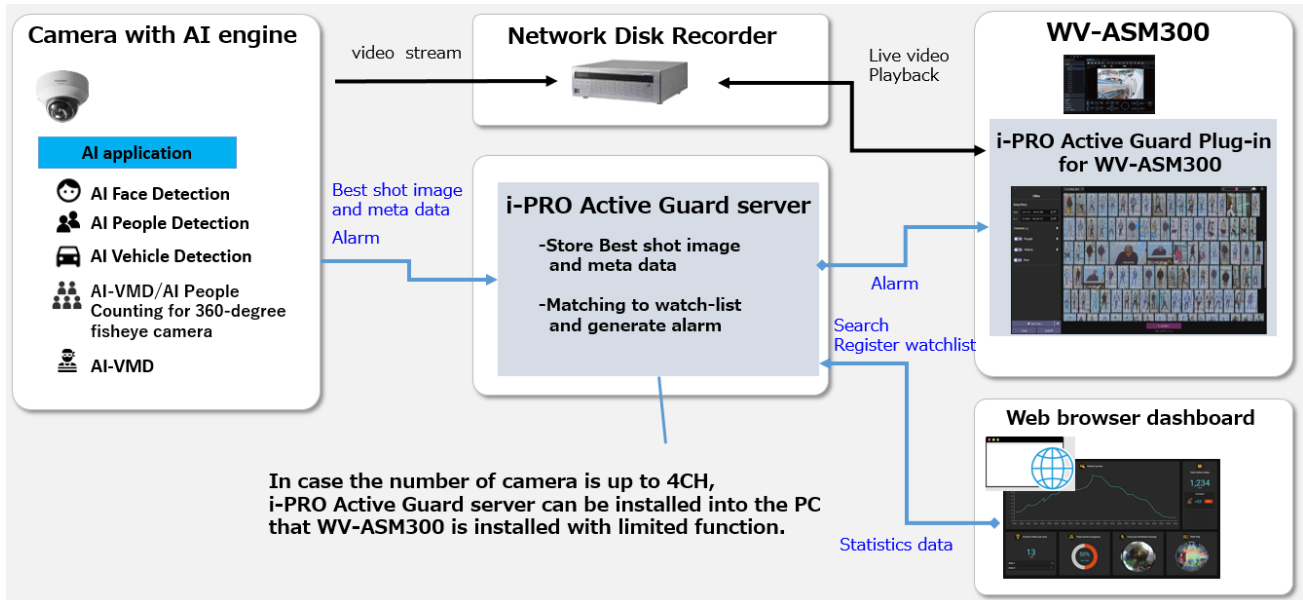 Camera with AI engine
AI application
AI Face Detection
AI People Detection
AI Vehicle Detection
AI-VMD/AI People
Counting for 360-degree
fisheye camera
AI-VMD
video stream
Network Disk Recorder
Live video
Playback
WV-ASM300
i-PRO Active Guard Plug-in
for WV-ASM300
Best shot image
and meta data
Alarm
i-PRO Active Guard server
-Store Best shot image
and meta data
-Matching to watch-list
and generate alarm
Alarm
Search
Register watchlist
In case the number of camera is up to 4CH,
i-PRO Active Guard server can be installed into the PC
that WV-ASM300 is installed with limited function.
Statistics data
Web browser dashboard
1,234
13
50%